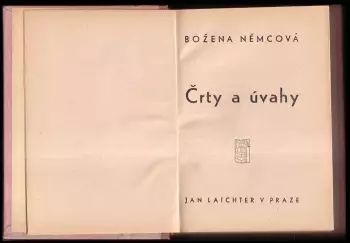 BOŽENA NĚMCOVÁ
Črty a úvahy
JAN LAICHTER V PRAZE